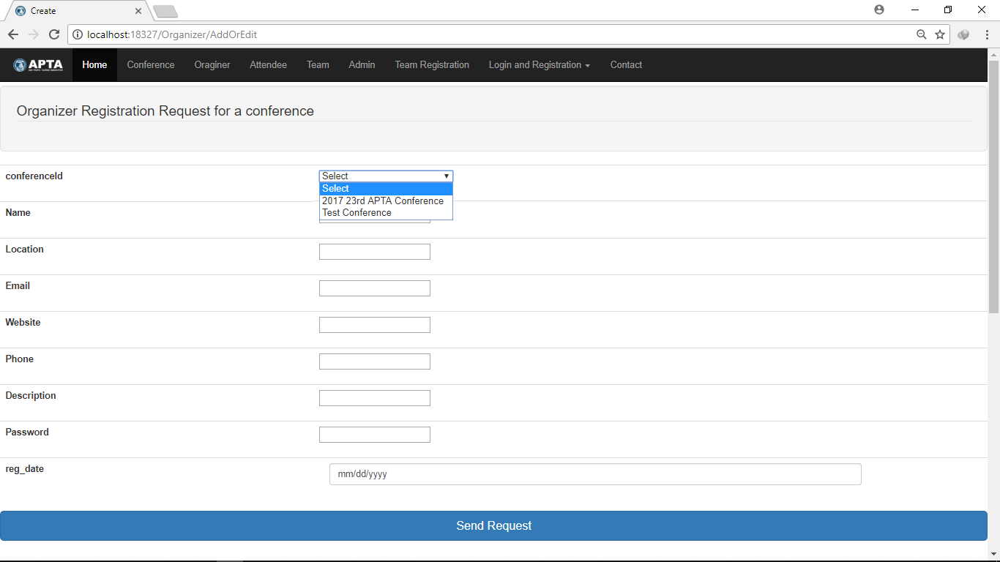 Create
localhost:18327/Organizer/AddOrEdit
APTA Home Conference Oraginer Attendee Team Admin Team Registration Login and Registration Contact
Organizer Registration Request for a conference
conferenceId Select
Select
2017 23rd APTA Conference
Name Test Conference
Location
Email
Website
Phone
Description
Password
reg_date mm/dd/yyyy
Send Request